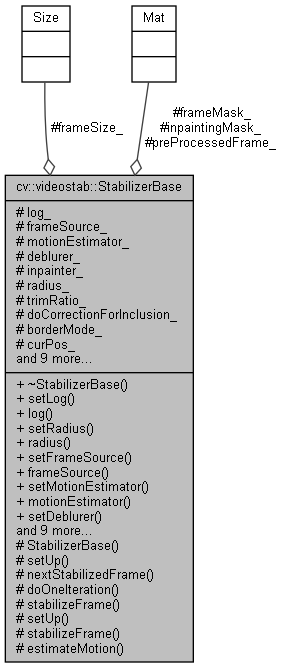 Size
Mat
#frameSize_
#frameMask_
#inpaintingMask_
#preProcessedFrame_
cv::videostab::StabilizerBase
# log_
# frameSource_
# motionEstimator_
# deblurer_
# inpainter_
# radius_
# trimRatio_
# doCorrectionForInclusion_
# borderMode_
# curPos_
and 9 more...
+ ~StabilizerBase()
+ setLog()
+ log()
+ setRadius()
+ radius()
+ setFrameSource()
+ frameSource()
+ setMotionEstimator()
+ motionEstimator()
+ setDeblurer()
and 9 more...
# StabilizerBase()
# setUp()
# nextStabilizedFrame()
# doOneIteration()
# stabilizeFrame()
# setUp()
# stabilizeFrame()
# estimateMotion()